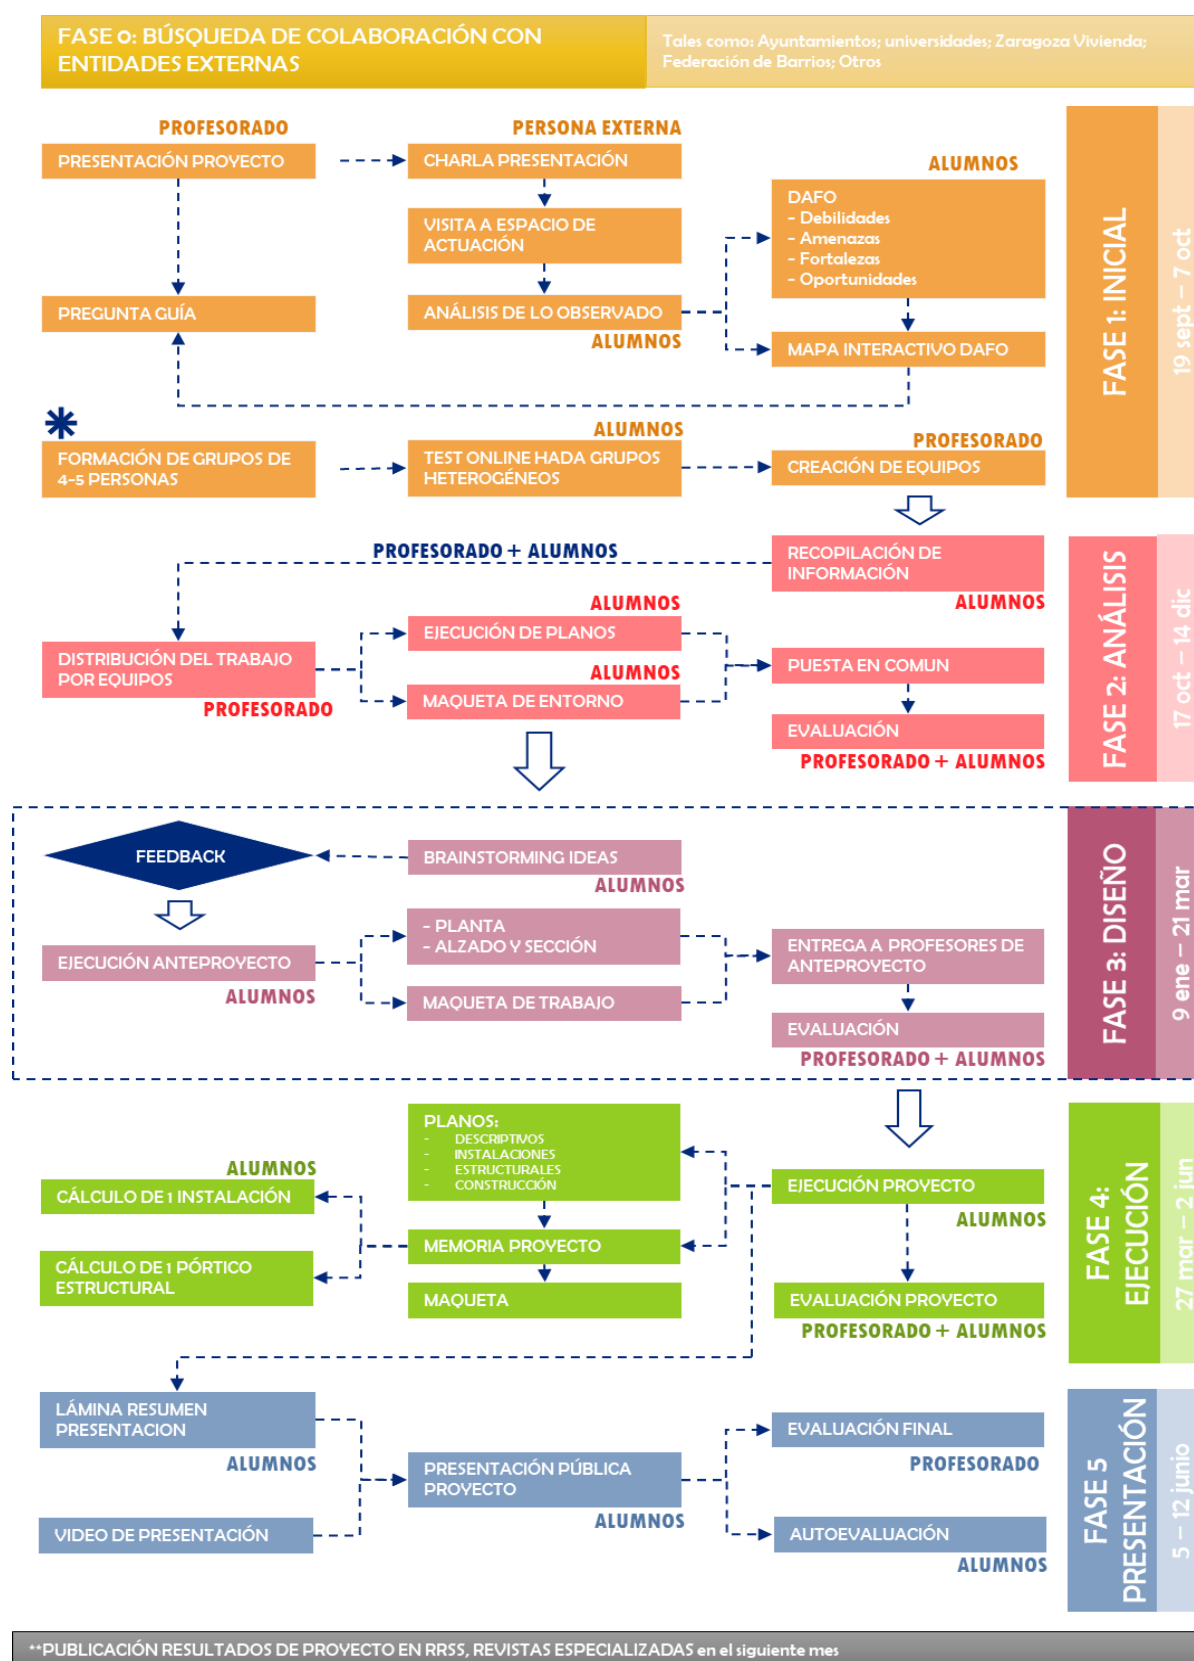 FASE 0: BÚSQUEDA DE COLABORACIÓN CON
ENTIDADES EXTERNAS
Tales como: Ayuntamientos; universidades; Zaragoza Vivienda;
Federación de Barrios; Otros
PROFESORADO
PRESENTACIÓN PROYECTO
PERSONA EXTERNA
CHARLA PRESENTACIÓN
VISITA A ESPACIO DE
ACTUACIÓN
ANÁLISIS DE LO OBSERVADO
ALUMNOS
ALUMNOS
DAFO
- Debilidades
- Amenazas
- Fortalezas
- Oportunidades
PREGUNTA GUÍA
MAPA INTERACTIVO DAFO
FORMACIÓN DE GRUPOS DE
4-5 PERSONAS
ALUMNOS
TEST ONLINE HADA GRUPOS
HETEROGÉNEOS
PROFESORADO
CREACIÓN DE EQUIPOS
FASE 1: INICIAL
19 sept – 7 oct
PROFESORADO + ALUMNOS
RECOPILACIÓN DE
INFORMACIÓN
ALUMNOS
DISTRIBUCIÓN DEL TRABAJO
POR EQUIPOS
PROFESORADO
ALUMNOS
EJECUCIÓN DE PLANOS
ALUMNOS
MAQUETA DE ENTORNO
PUESTA EN COMUN
EVALUACIÓN
PROFESORADO + ALUMNOS
FASE 2: ANÁLISIS
17 oct – 14 dic
FEEDBACK
BRAINSTORMING IDEAS
ALUMNOS
EJECUCIÓN ANTEPROYECTO
ALUMNOS
- PLANTA
- ALZADO Y SECCIÓN
MAQUETA DE TRABAJO
ENTREGA A PROFESORES DE
ANTEPROYECTO
EVALUACIÓN
PROFESORADO + ALUMNOS
FASE 3: DISEÑO
9 ene – 21 mar
PLANOS:
- DESCRIPTIVOS
- INSTALACIONES
- ESTRUCTURALES
- CONSTRUCCIÓN
ALUMNOS
CÁLCULO DE 1 INSTALACIÓN
CÁLCULO DE 1 PÓRTICO
ESTRUCTURAL
MEMORIA PROYECTO
MAQUETA
EJECUCIÓN PROYECTO
ALUMNOS
EVALUACIÓN PROYECTO
PROFESORADO + ALUMNOS
FASE 4:
EJECUCIÓN
27 mar – 2 jun
LÁMINA RESUMEN
PRESENTACION
ALUMNOS
VIDEO DE PRESENTACIÓN
PRESENTACIÓN PÚBLICA
PROYECTO
ALUMNOS
EVALUACIÓN FINAL
PROFESORADO
AUTOEVALUACIÓN
ALUMNOS
FASE 5
PRESENTACIÓN
5 – 12 junio
**PUBLICACIÓN RESULTADOS DE PROYECTO EN RRSS, REVISTAS ESPECIALIZADAS en el siguiente mes